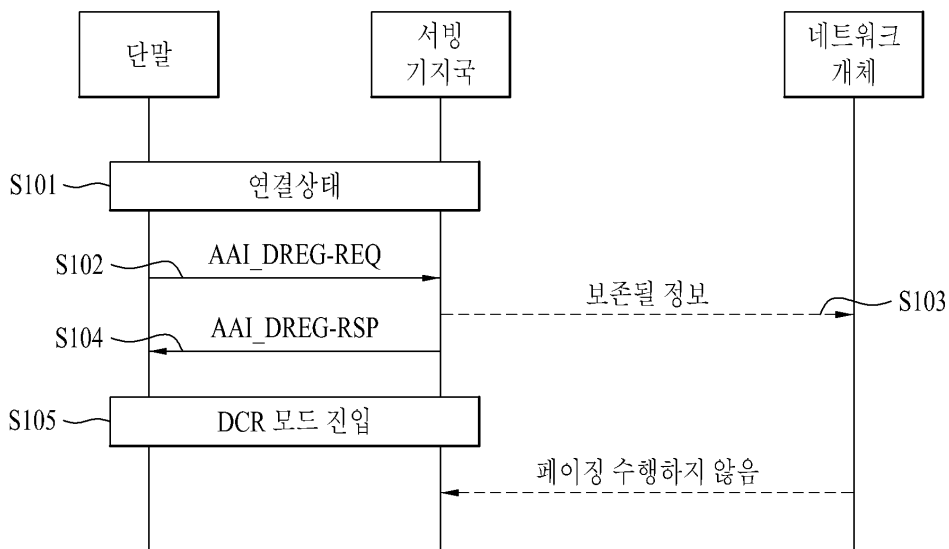 단말
서빙
기지국
네트워크
개체
S101
연결상태
S102
AAI_DREG-REQ
보존될 정보
S103
S104
AAI_DREG-RSP
S105
DCR 모드 진입
페이징 수행하지 않음